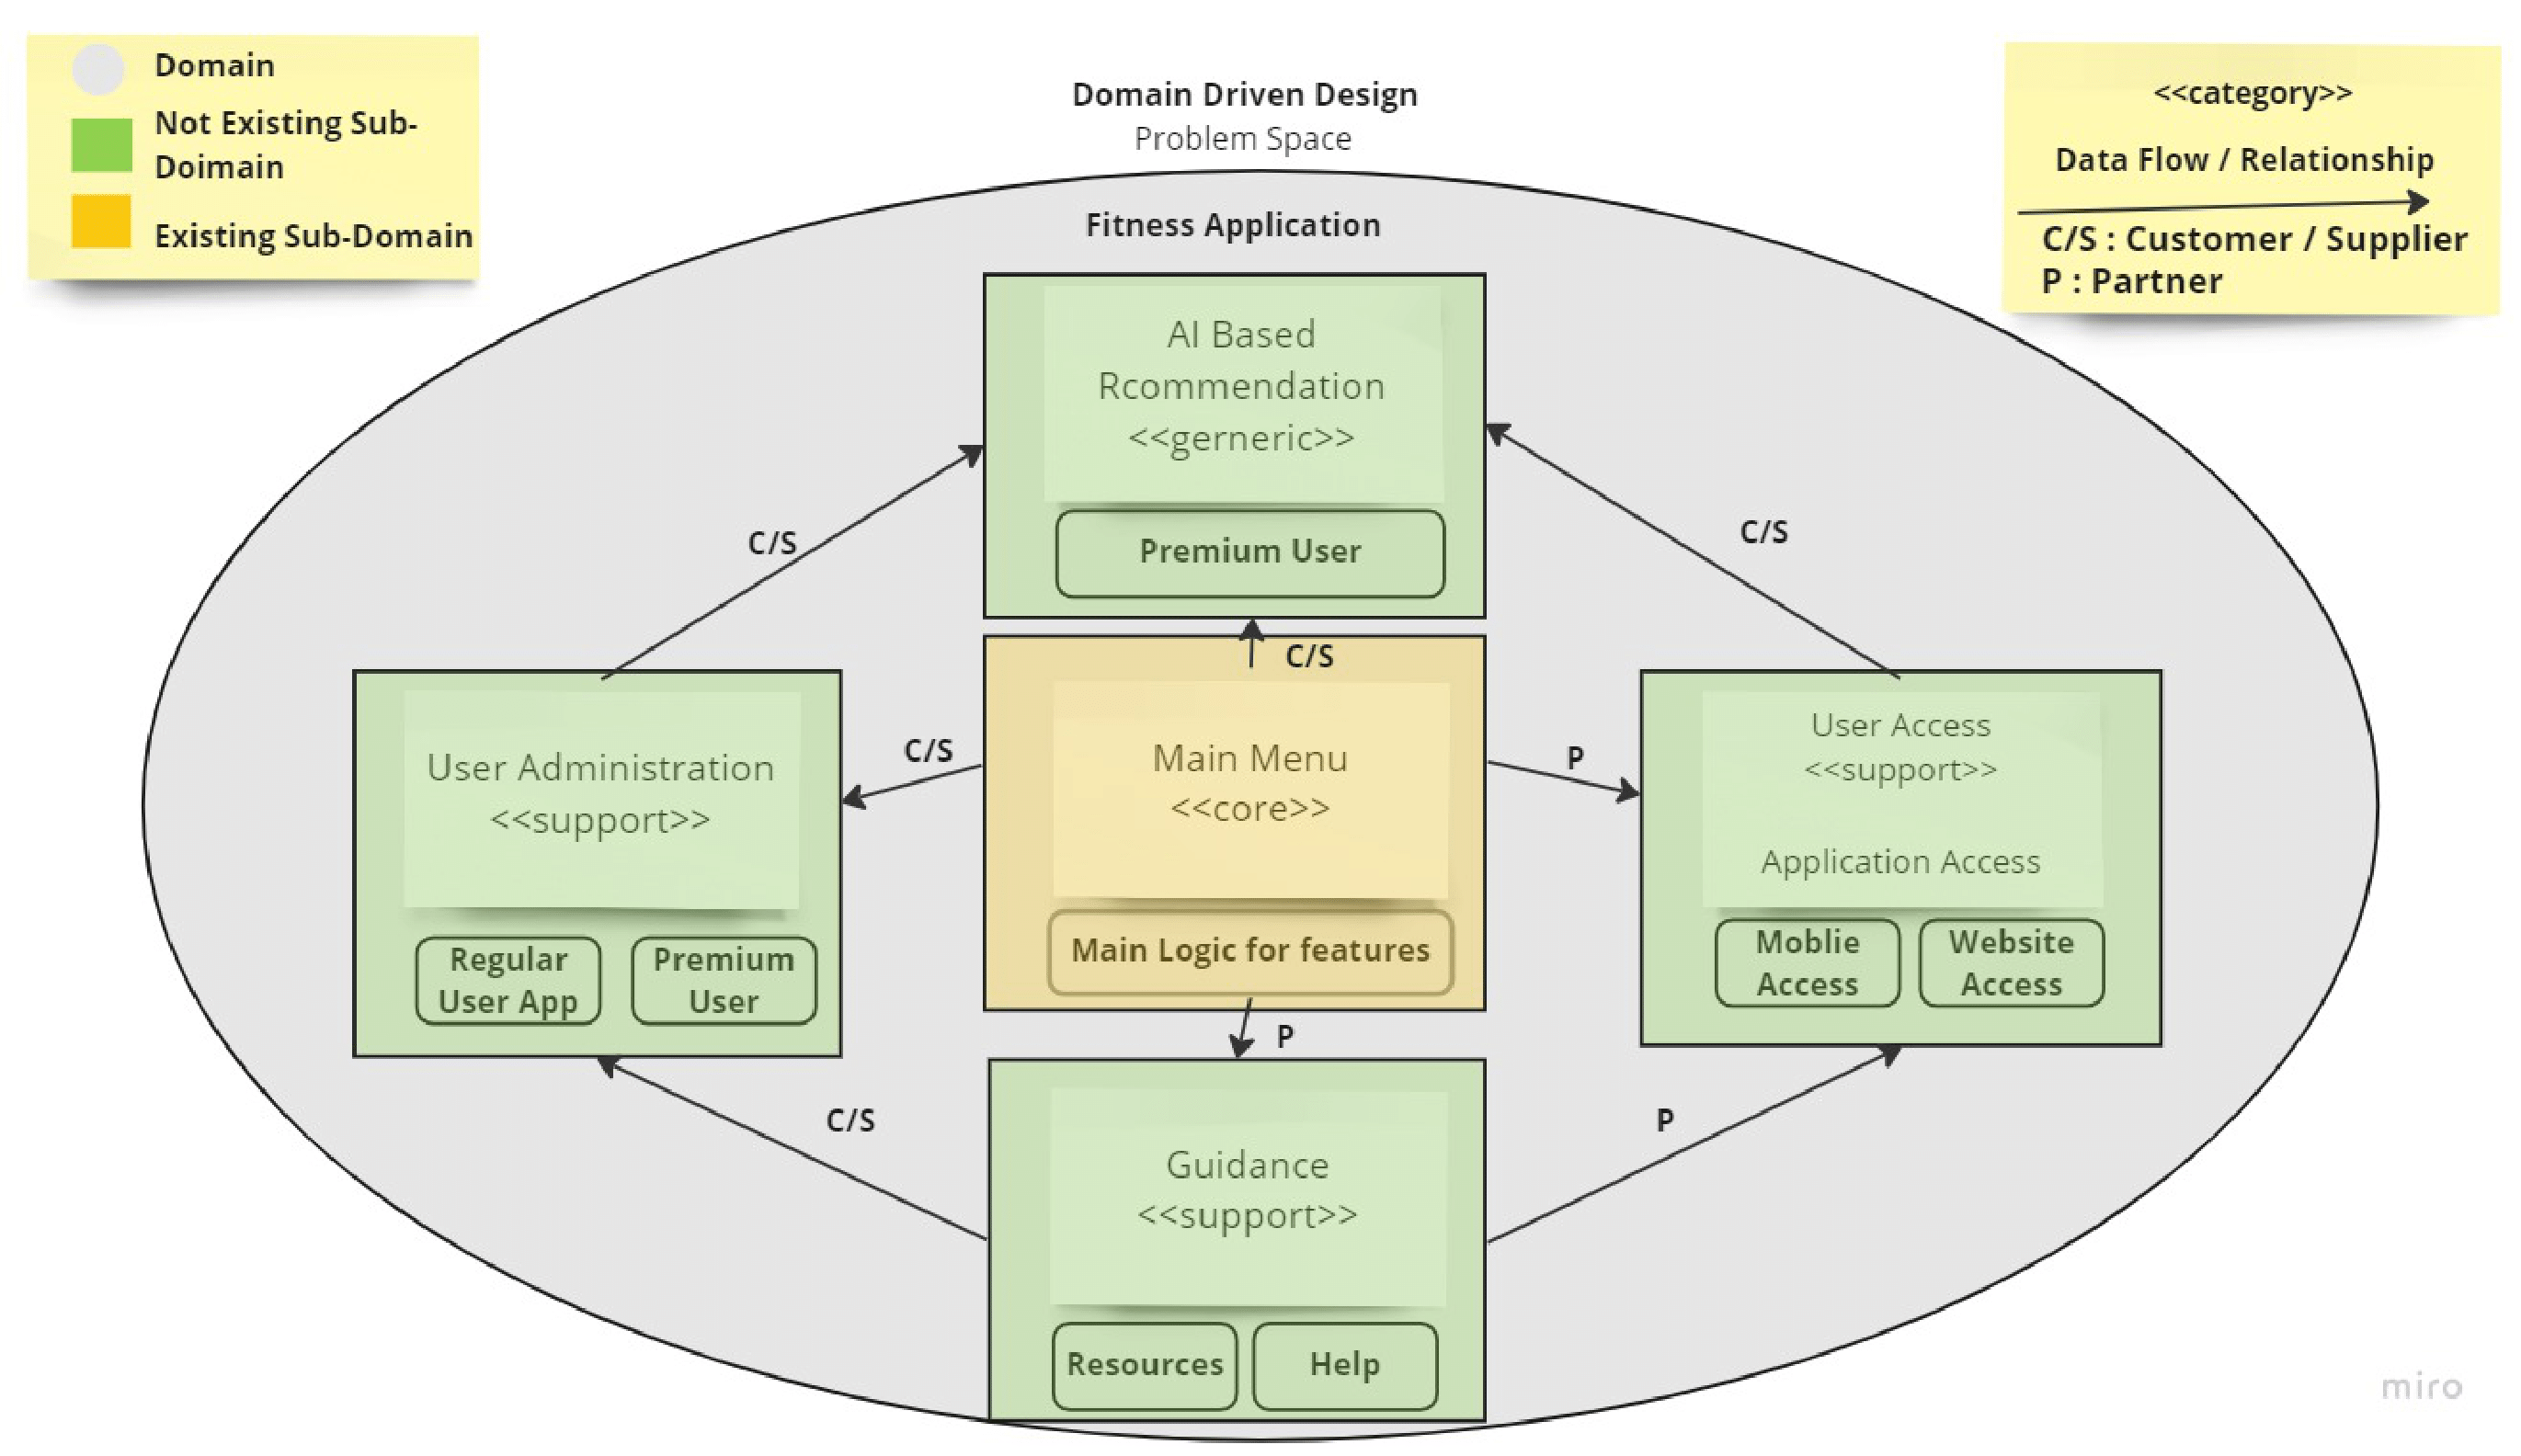 Domain
Not Existing Sub-
Doimain
Existing Sub-Domain
<<category>>
Data Flow / Relationship
C/S : Customer / Supplier
P : Partner
Domain Driven Design
Problem Space
Fitness Application
AI Based
Rcommendation
<<gerneric>>
Premium User
C/S
C/S
C/S
User Administration
<<support>>
Regular
User App
Premium
User
C/S
Main Menu
<<core>>
Main Logic for features
P
User Access
<<support>>
Application Access
Moblie
Access
Website
Access
P
C/S
P
Guidance
<<support>>
Resources
Help
miro